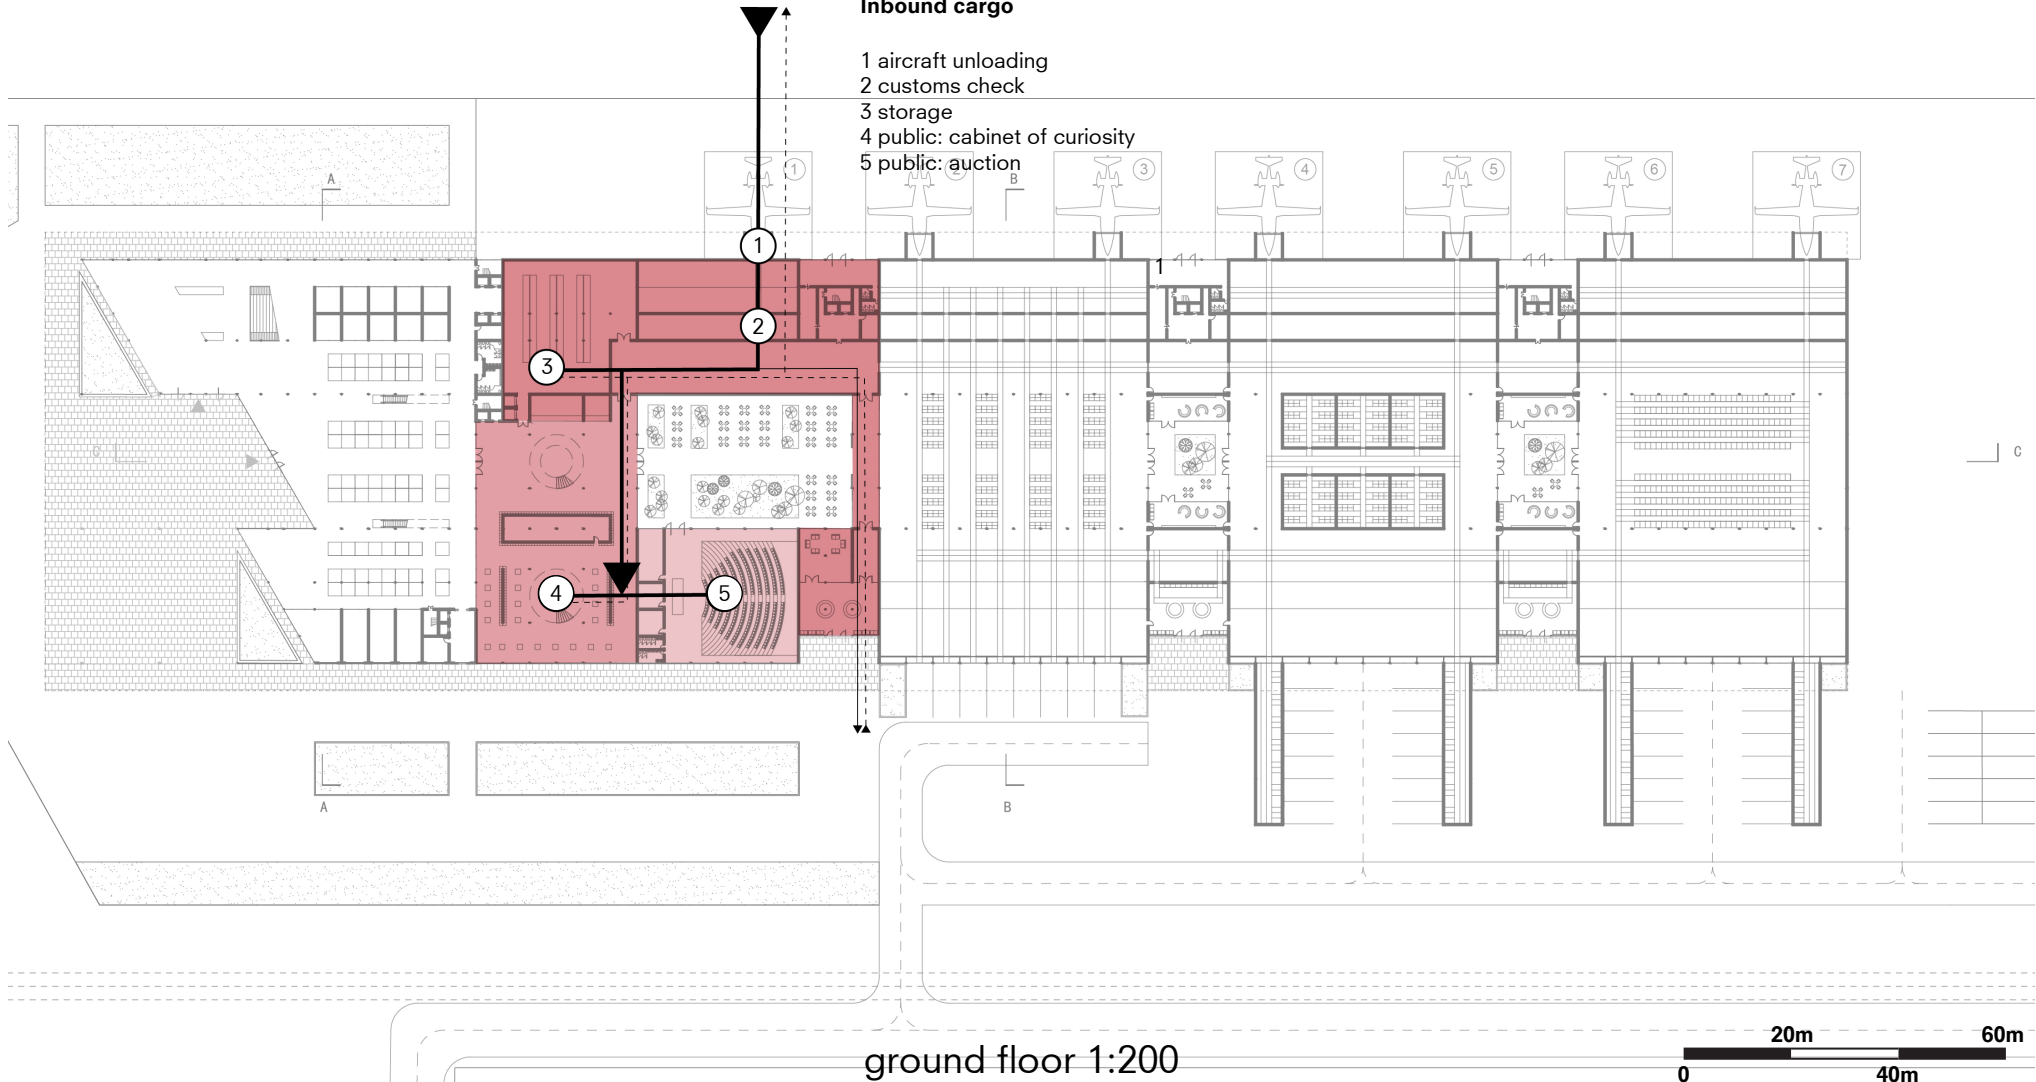 Inbound cargo
1 aircraft unloading
2 customs check
3 storage
4 public: cabinet of curiosity
5 public: auction
1
2
3
4
5
6
7
A
B
1
1
2
3
C
C
4
5
A
B
ground floor 1:200
20m
60m
0
40m